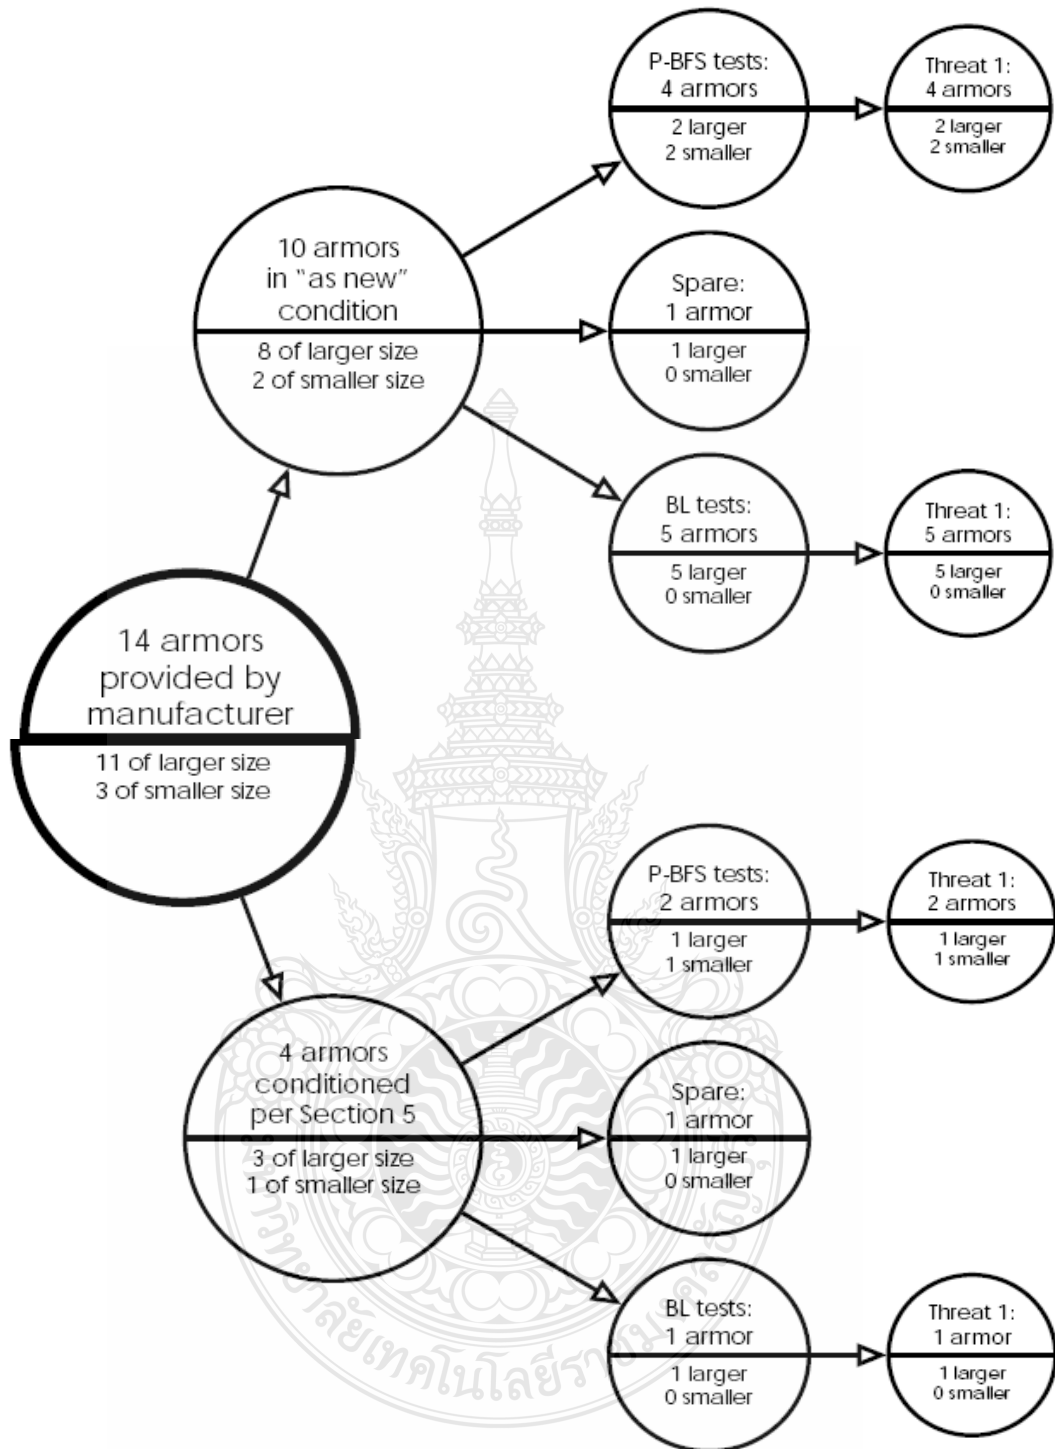 P-BFS tests:
4 armors
2 larger
2 smaller
Threat 1:
4 armors
2 larger
2 smaller
10 armors
in “as new”
condition
8 of larger size
2 of smaller size
Spare:
1 armor
1 larger
0 smaller
BL tests:
5 armors
5 larger
0 smaller
Threat 1:
5 armors
5 larger
0 smaller
14 armors
provided by
manufacturer
11 of larger size
3 of smaller size
P-BFS tests:
2 armors
1 larger
1 smaller
Threat 1:
2 armors
1 larger
1 smaller
4 armors
conditioned
per Section 5
3 of larger size
1 of smaller size
Spare:
1 armor
1 larger
0 smaller
BL tests:
1 armor
1 larger
0 smaller
Threat 1:
1 armor
1 larger
0 smaller